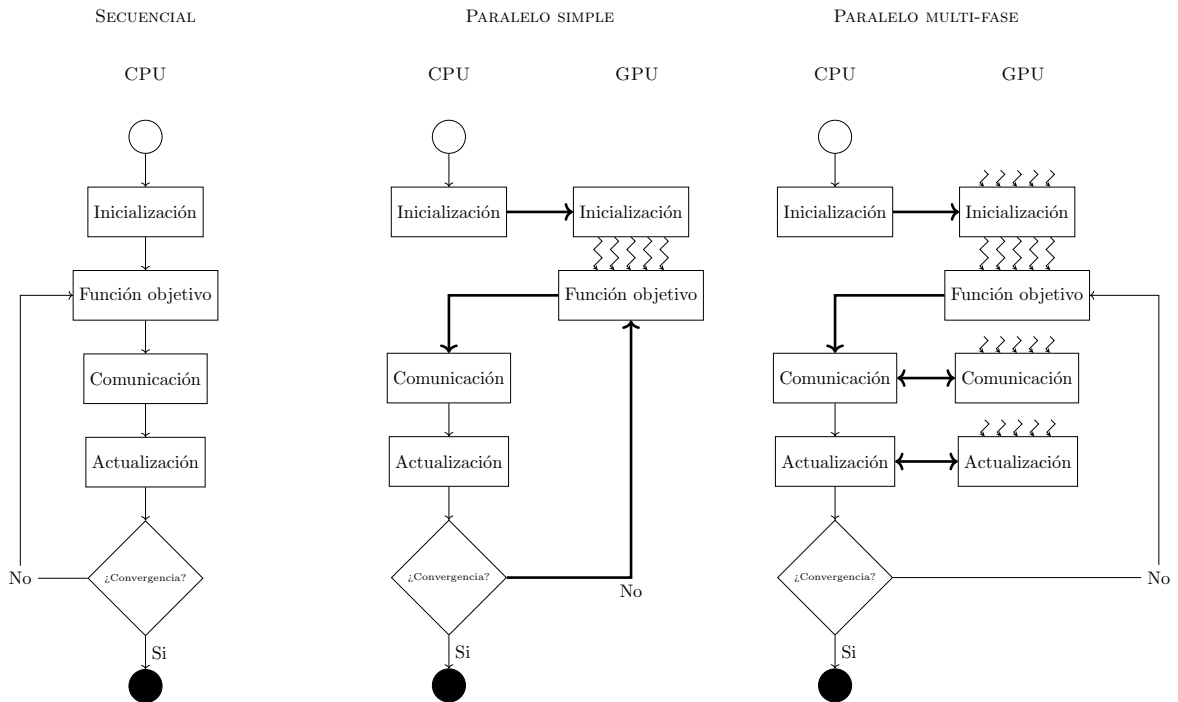 SECUENCIAL
CPU
Inicialización
Función objetivo
Comunicación
Actualización
¿Convergencia?
No
Si
PARALELO SIMPLE
CPU GPU
Inicialización Inicialización
Función objetivo
Comunicación
Actualización
¿Convergencia?
No
Si
PARALELO MULTI-FASE
CPU GPU
Inicialización Inicialización
Función objetivo
Comunicación Comunicación
Actualización Actualización
¿Convergencia?
No
Si